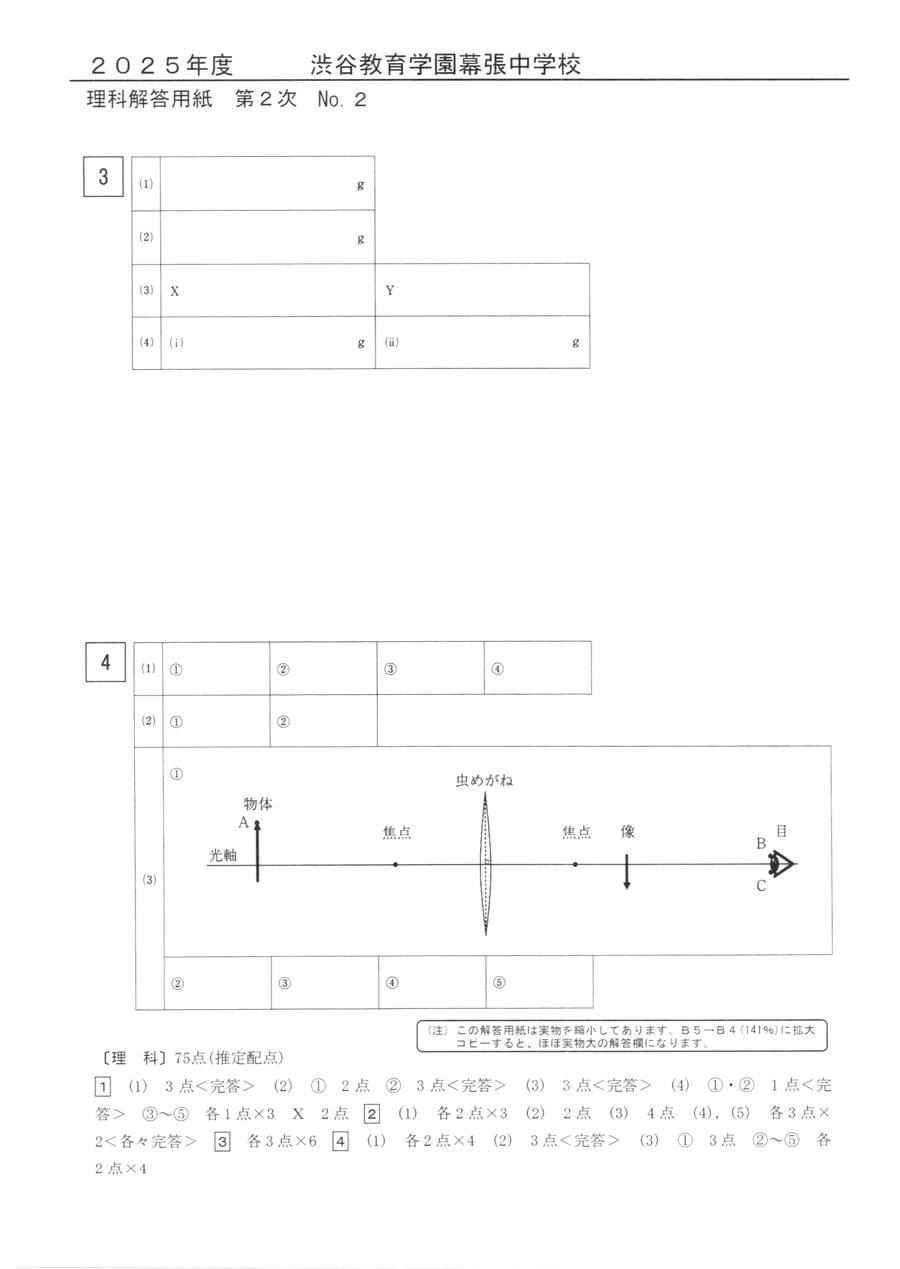 2025年度 渋谷教育学園幕張中学校
理科解答用紙 第2次 No.2
3
(1) g
(2) g
(3) X Y
(4) (i) g (ii) g
4
(1) ① ② ③ ④
(2) ① ②
(3) ①
虫めがね
物体
A
焦点 焦点 像 目
B
光軸
C
② ③ ④ ⑤
(注) この解答用紙は実物を縮小してあります。B5→B4(141%)に拡大
コピーすると、ほぼ実物大の解答欄になります。
〔理 科〕75点(推定配点)
1 (1) 3点<完答> (2) ① 2点 ② 3点<完答> (3) 3点<完答> (4) ①・② 1点<完
答> ③～⑤ 各1点×3 X 2点 2 (1) 各2点×3 (2) 2点 (3) 4点 (4),(5) 各3点×
2<各々完答> 3 各3点×6 4 (1) 各2点×4 (2) 3点<完答> (3) ① 3点 ②～⑤ 各
2点×4